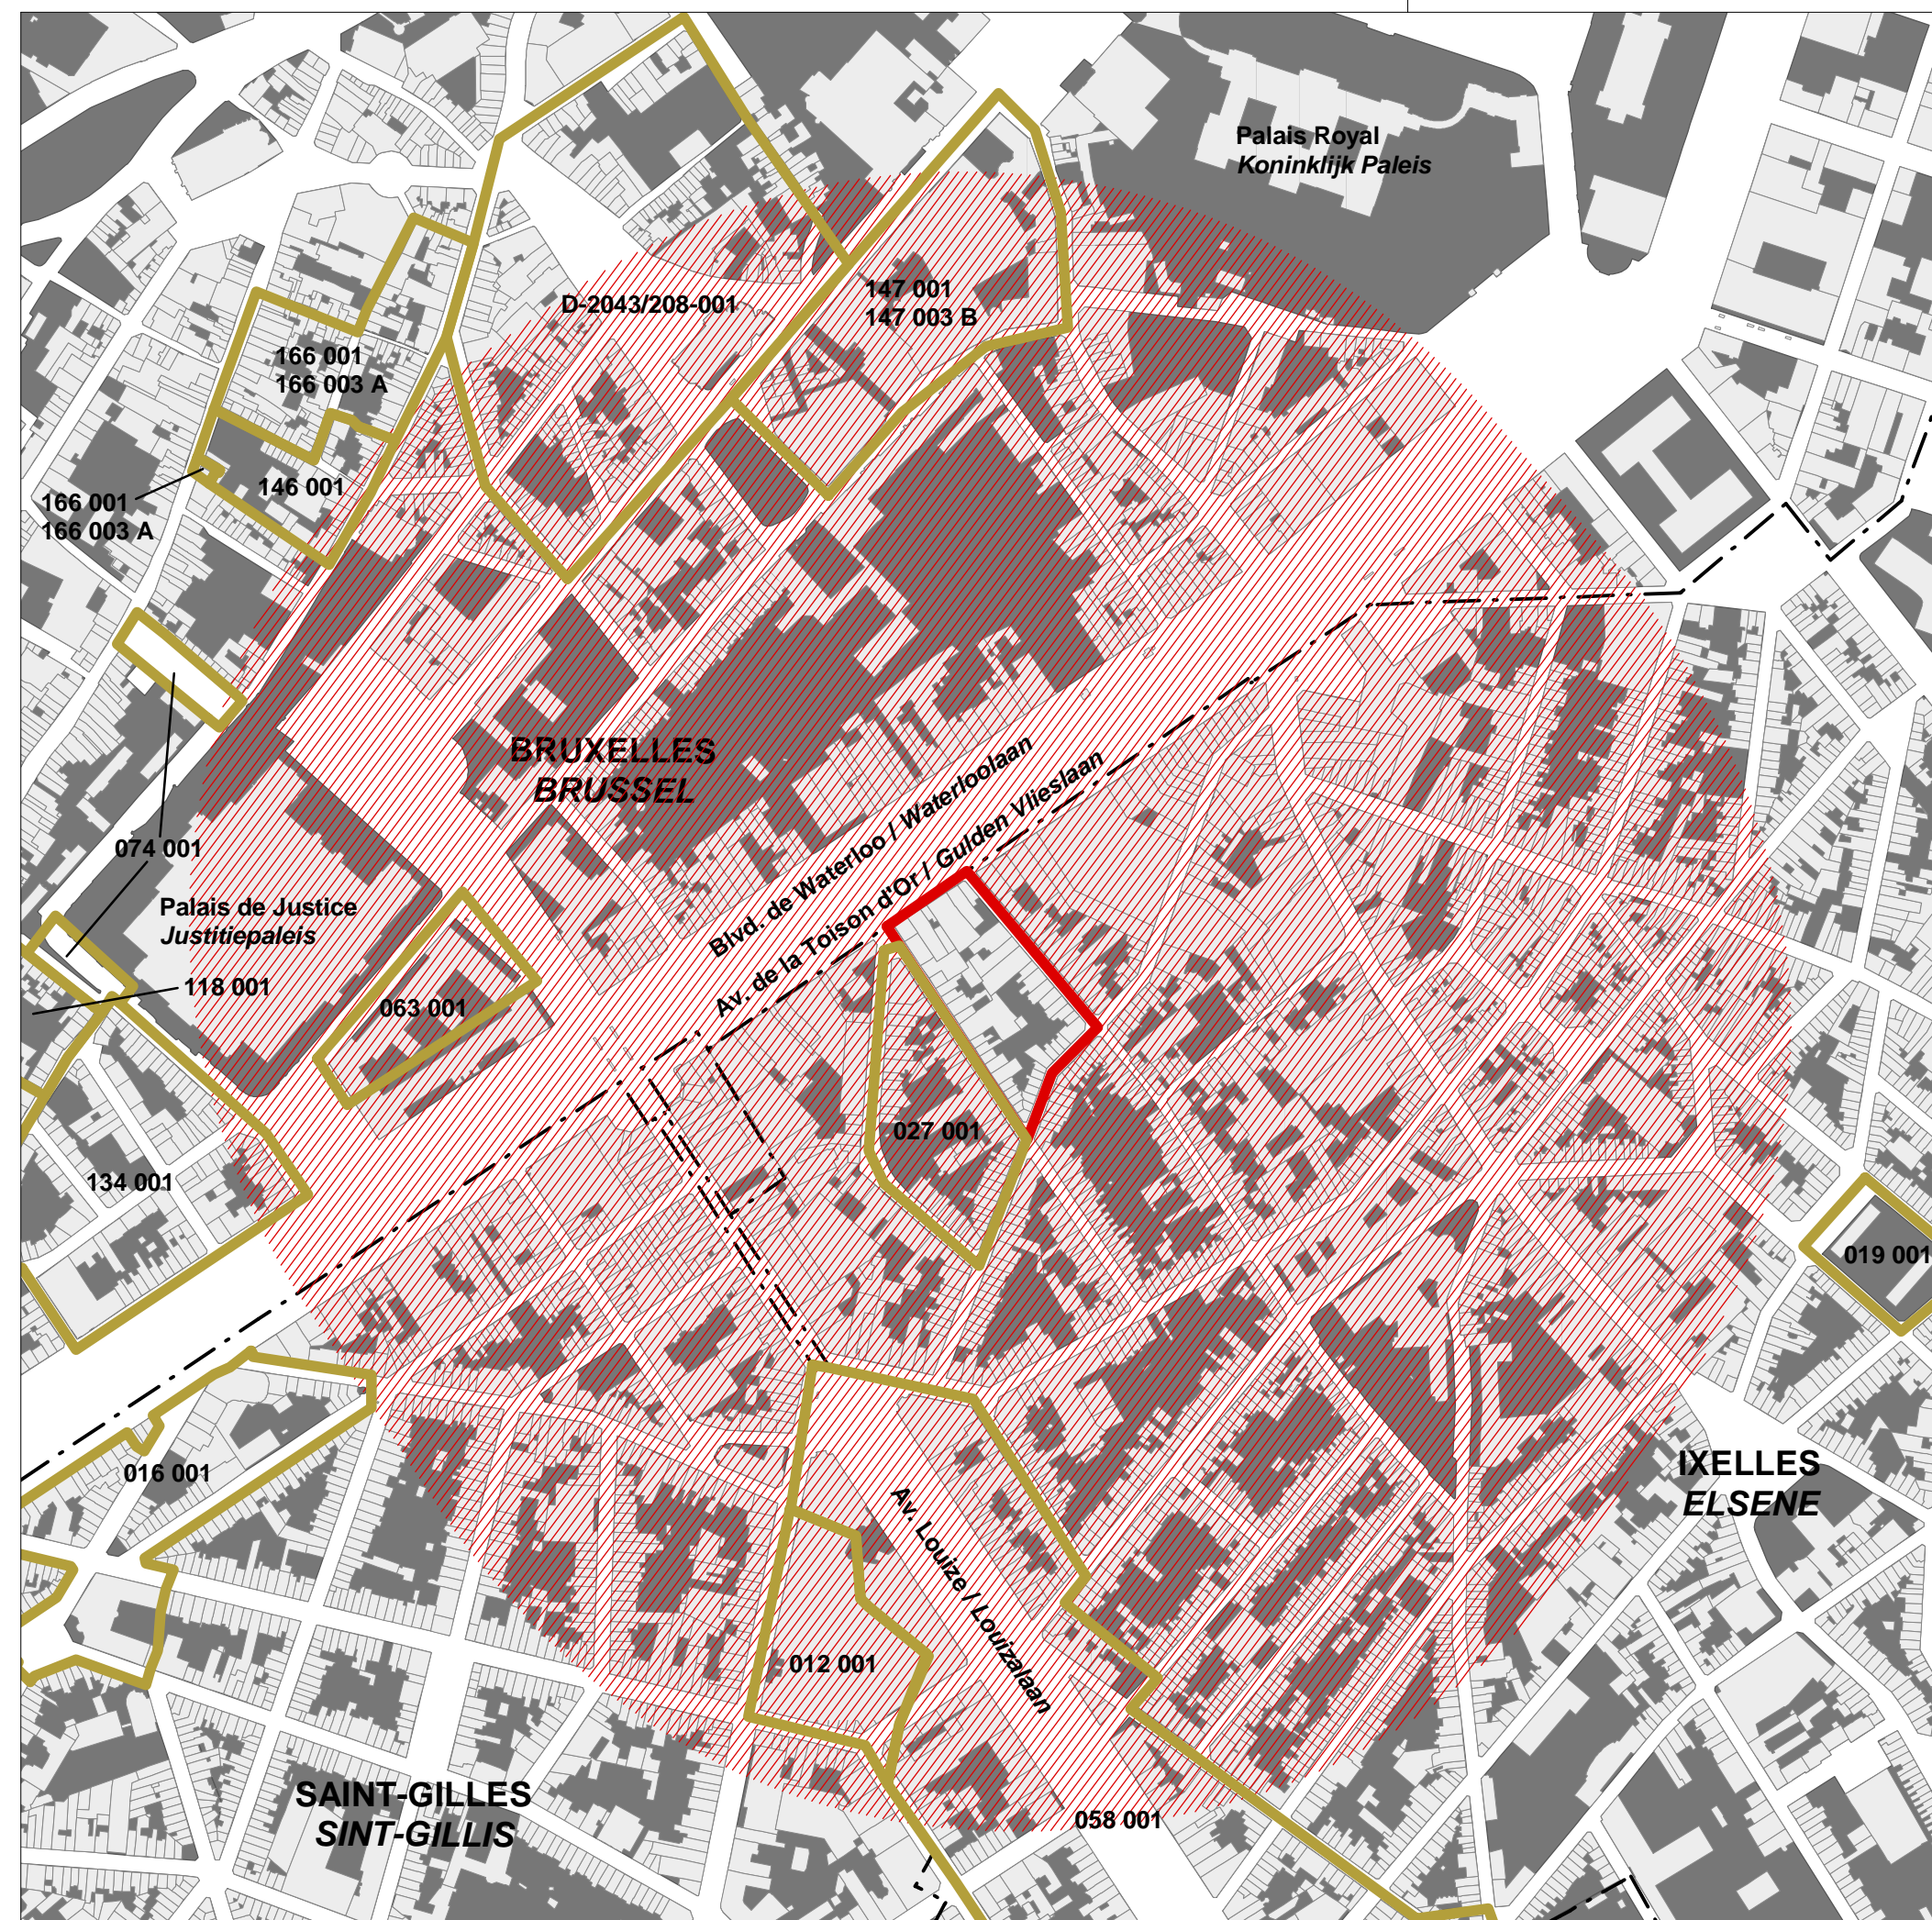 Palais Royal
Koninklijk Paleis
147 001
147 003 B
D-2043/208-001
166 001
166 003 A
146 001
166 001
166 003 A
BRUXELLES
BRUSSEL
Blvd. de Waterloo / Waterloolaan
Av. de la Toison d'Or / Gulden Vlieslaan
074 001
Palais de Justice
Justitiepaleis
118 001
063 001
027 001
134 001
019 001
016 001
IXELLES
ELSENE
Av. Louize / Louizalaan
012 001
SAINT-GILLES
SINT-GILLIS
058 001